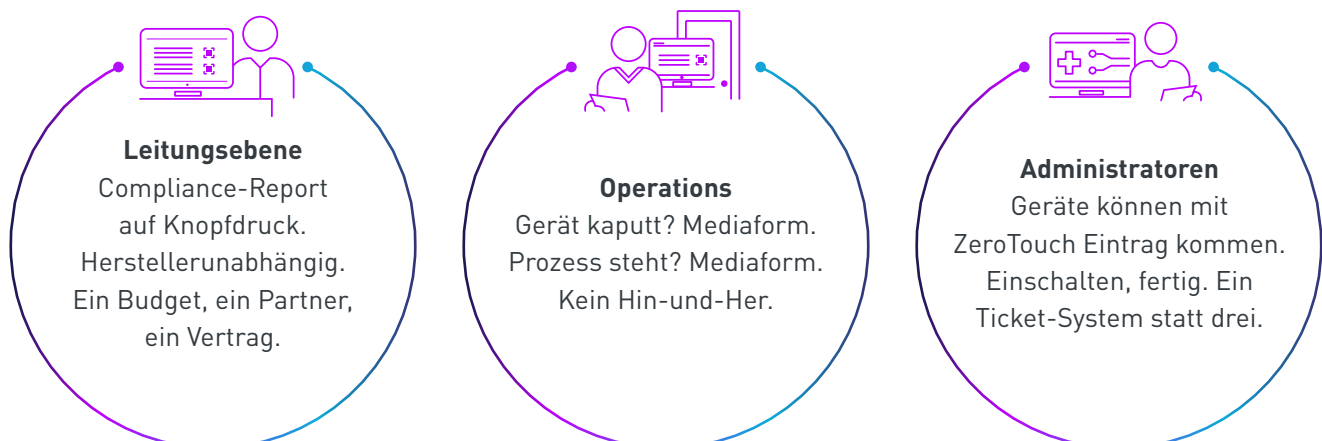 Leitungsebene
Compliance-Report
auf Knopfdruck.
Herstellerunabhängig.
Ein Budget, ein Partner,
ein Vertrag.
Operations
Gerät kaputt? Mediaform.
Prozess steht? Mediaform.
Kein Hin-und-Her.
Administratoren
Geräte können mit
ZeroTouch Eintrag kommen.
Einschalten, fertig. Ein
Ticket-System statt drei.